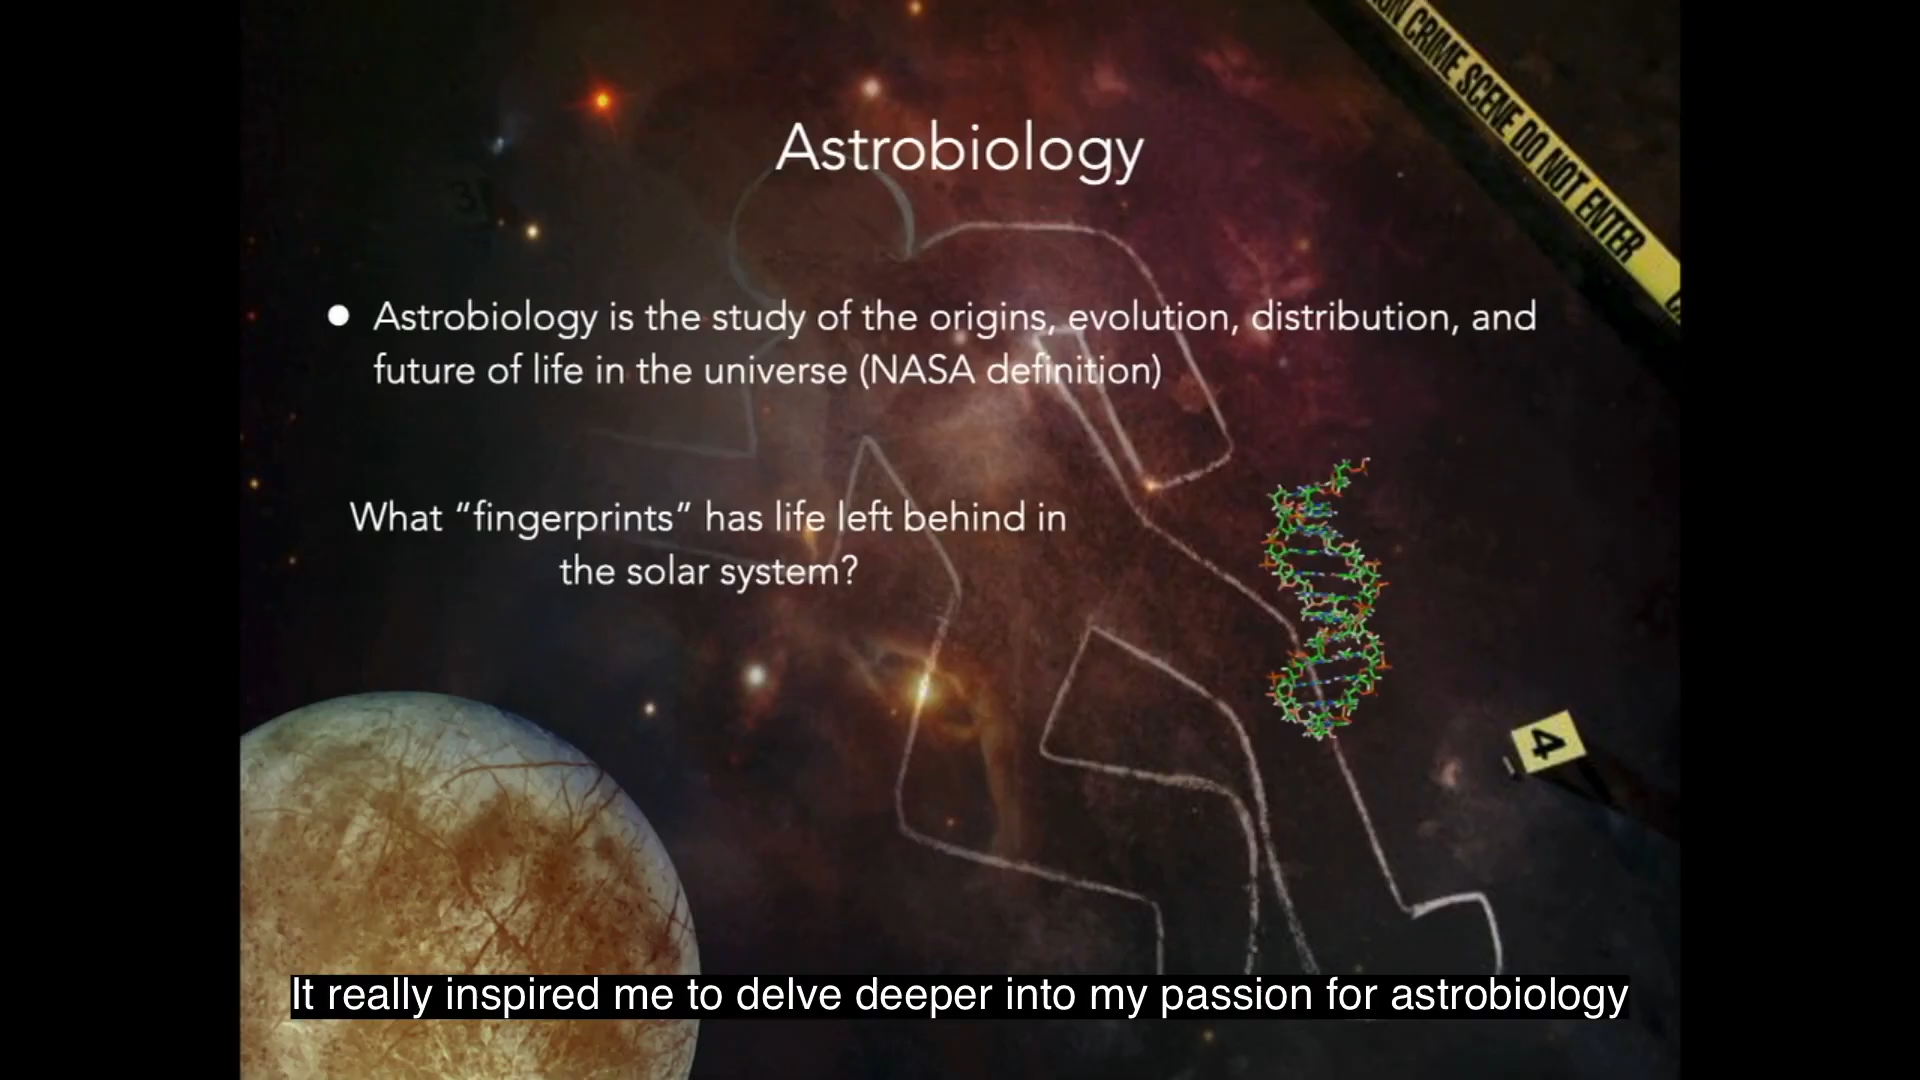 CRIME SCENE DO NOT ENTER
Astrobiology
3
• Astrobiology is the study of the origins, evolution, distribution, and
future of life in the universe (NASA definition)
What “fingerprints” has life left behind in
the solar system?
4
It really inspired me to delve deeper into my passion for astrobiology